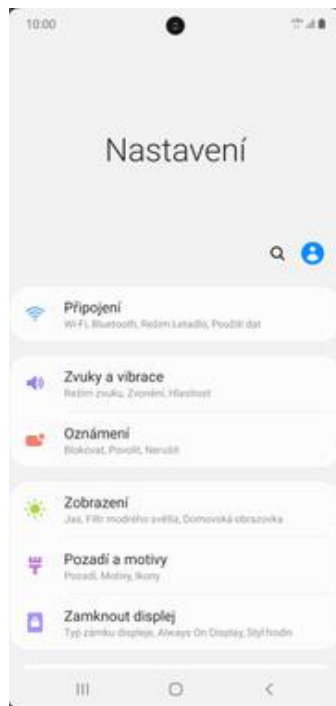 10:00
Nastavení
Připojení
Wi-Fi, Bluetooth, Režim Letadlo, Použití dat
Zvuky a vibrace
Režim zvuku, Zvonění, Hlasitost
Oznámení
Blokovat, Povolit, Nerušit
Zobrazení
Jas, Filtr modrého světla, Domovská obrazovka
Pozadí a motivy
Pozadí, Motivy, Ikony
Zamknout displej
Typ zámku displeje, Always On Display, Styl hodin